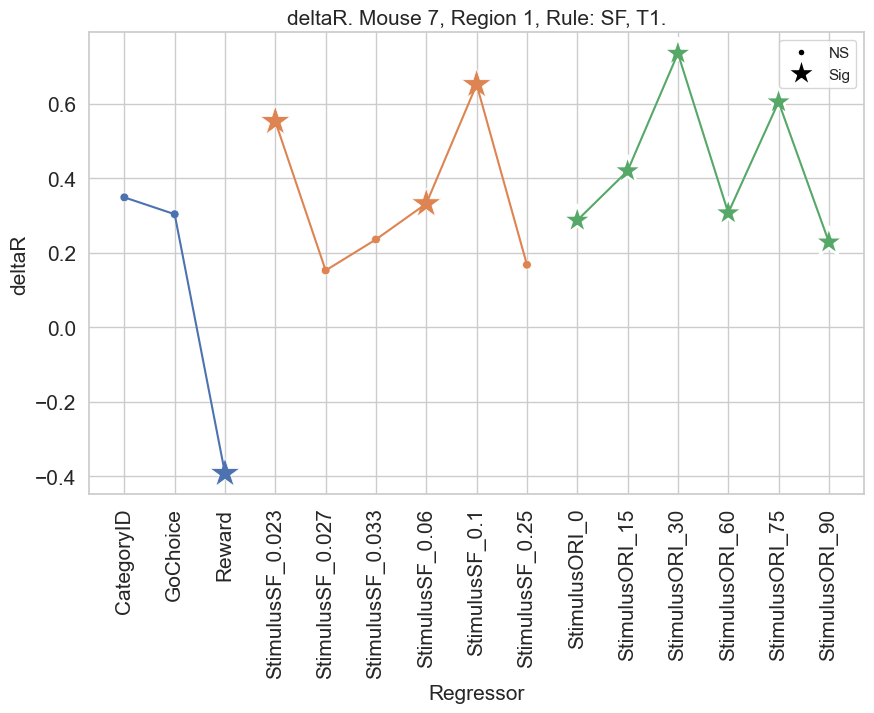 deltaR. Mouse 7, Region 1, Rule: SF, T1.
NS
Sig
deltaR
0.6
0.4
0.2
0.0
−0.2
−0.4
CategoryID
GoChoice
Reward
StimulusSF_0.023
StimulusSF_0.027
StimulusSF_0.033
StimulusSF_0.06
StimulusSF_0.1
StimulusSF_0.25
StimulusORI_0
StimulusORI_15
StimulusORI_30
StimulusORI_60
StimulusORI_75
StimulusORI_90
Regressor